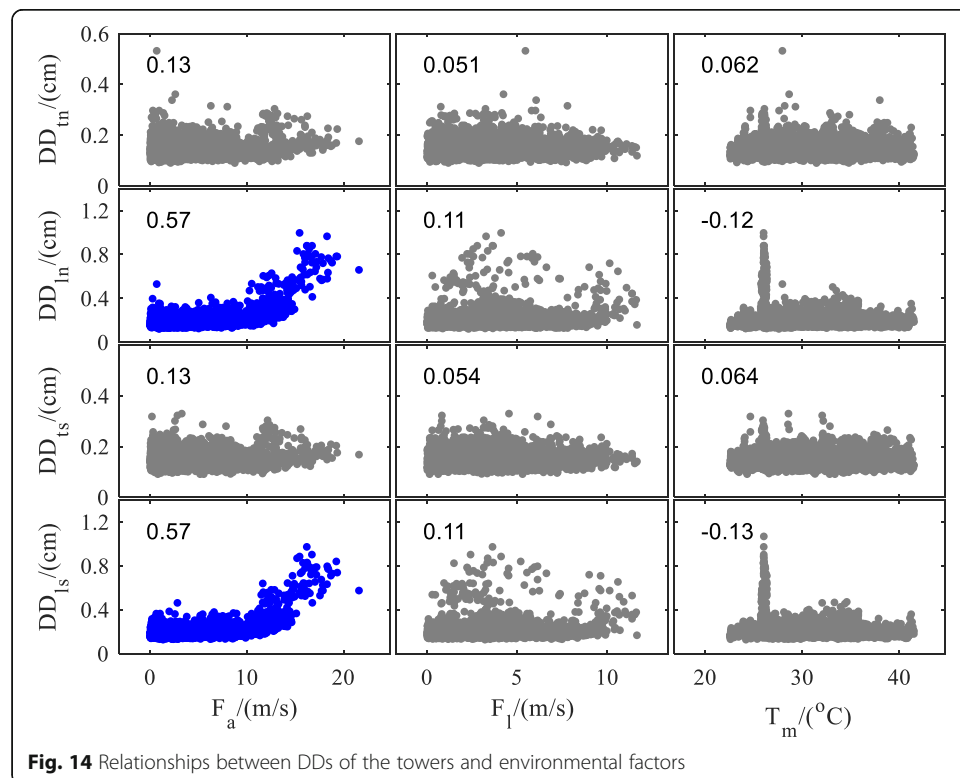 0.6
0.4
0.2
0
DD_tn/(cm)
0.13
0.051
0.062
1.2
0.8
0.4
0
DD_ln/(cm)
0.57
0.11
-0.12
0.4
0.2
0
DD_ts/(cm)
0.13
0.054
0.064
1.2
0.8
0.4
0
DD_ls/(cm)
0.57
0.11
-0.13
0 10 20
0 5 10
20 30 40
F_a/(m/s)
F_l/(m/s)
T_m/(°C)
Fig. 14 Relationships between DDs of the towers and environmental factors